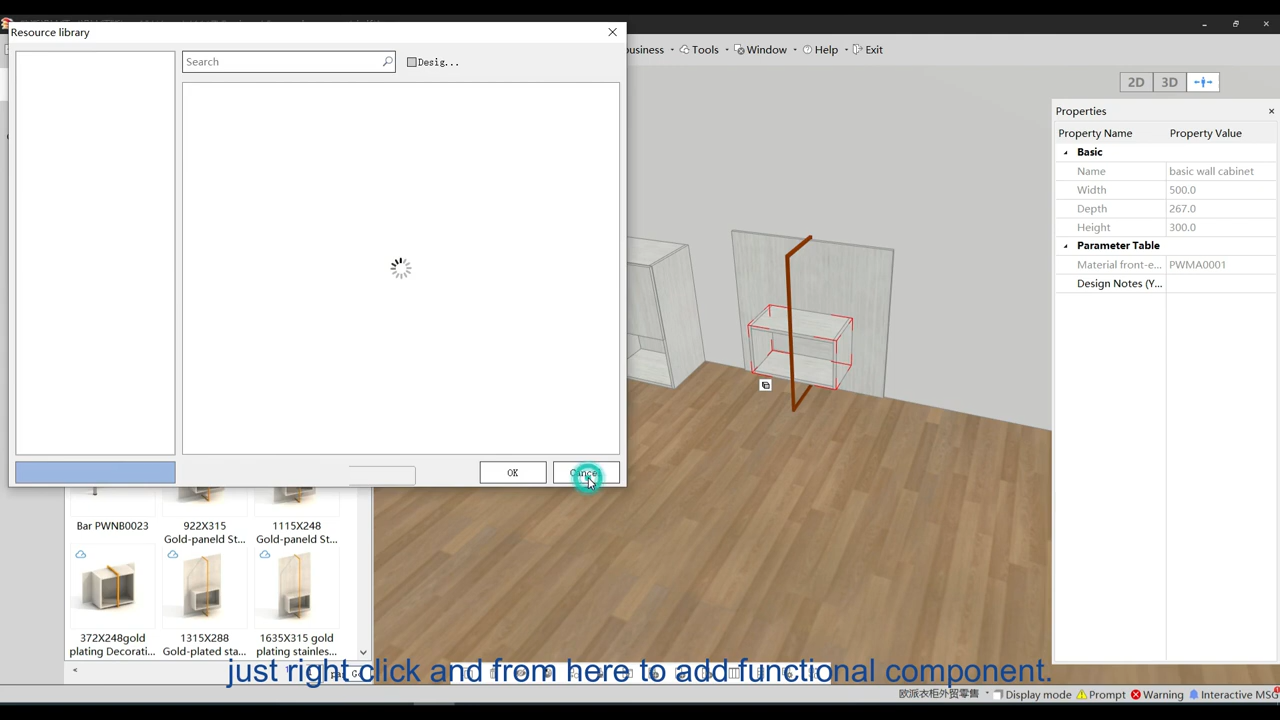 Resource library
Search
Desig...
Tools
Window
Help
Exit
2D
3D
Properties
Property Name Property Value
Basic
Name basic wall cabinet
Width 500.0
Depth 267.0
Height 300.0
Parameter Table
Material front-e... PWMA0001
Design Notes (Y...
OK
Cancel
Bar PWNB0023
922X315
Gold-paneld St...
1115X248
Gold-paneld St...
372X248gold
plating Decorati...
1315X288
Gold-plated sta...
1635X315 gold
plating stainles...
just right click and from here to add functional component.
欧派衣柜外贸零售
Display mode
Prompt
Warning
Interactive MSG